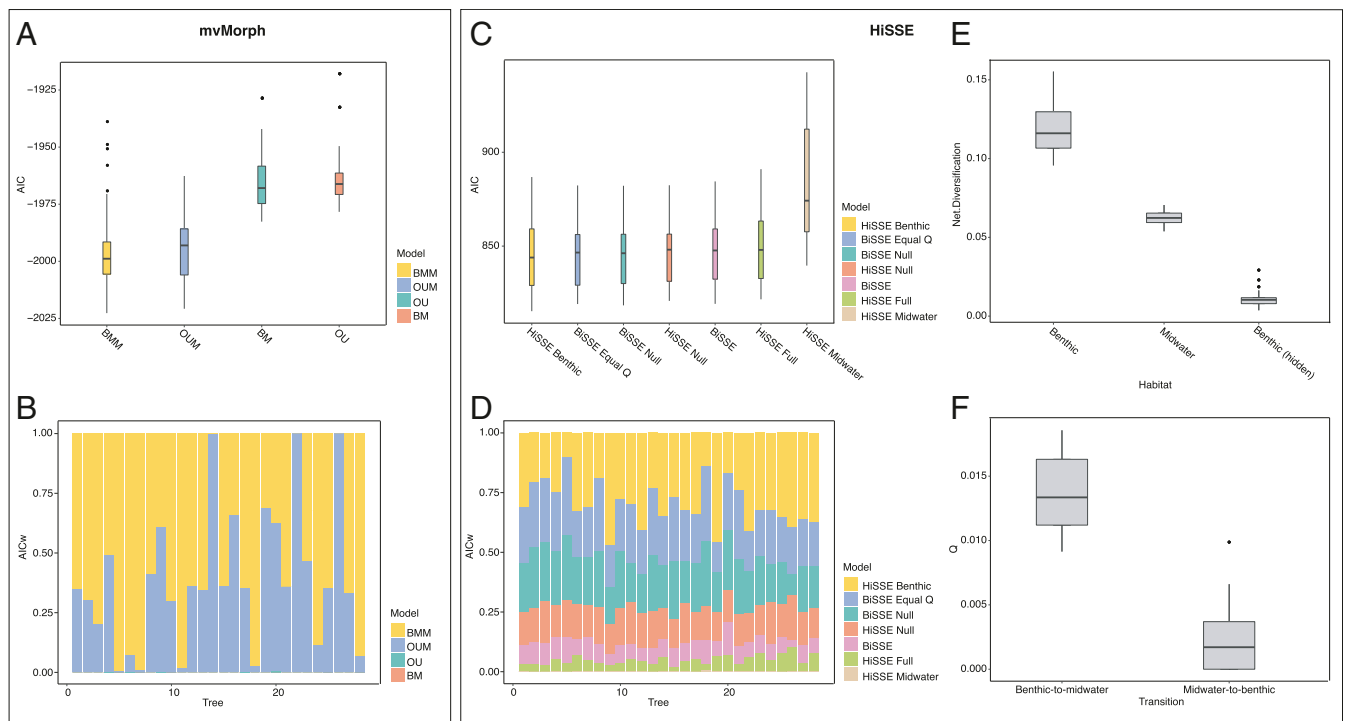 A
mvMorph
AIC
−1925
−1950
−1975
−2000
−2025
BMM
OUM
BM
OU
Model
BMM
OUM
OU
BM
B
AICw
1.00
0.75
0.50
0.25
0.00
0
10
20
Tree
Model
BMM
OUM
OU
BM
HiSSE
C
AIC
900
850
HiSSE Benthic
BiSSE Equal Q
BiSSE Null
HiSSE Null
BiSSE
HiSSE Full
HiSSE Midwater
Model
HiSSE Benthic
BiSSE Equal Q
BiSSE Null
HiSSE Null
BiSSE
HiSSE Full
HiSSE Midwater
D
AICw
1.00
0.75
0.50
0.25
0.00
0
10
20
Tree
Model
HiSSE Benthic
BiSSE Equal Q
BiSSE Null
HiSSE Null
BiSSE
HiSSE Full
HiSSE Midwater
E
Net.Diversification
0.15
0.10
0.05
0.00
Benthic
Midwater
Benthic (hidden)
Habitat
F
Q
0.015
0.010
0.005
0.000
Benthic-to-midwater
Midwater-to-benthic
Transition